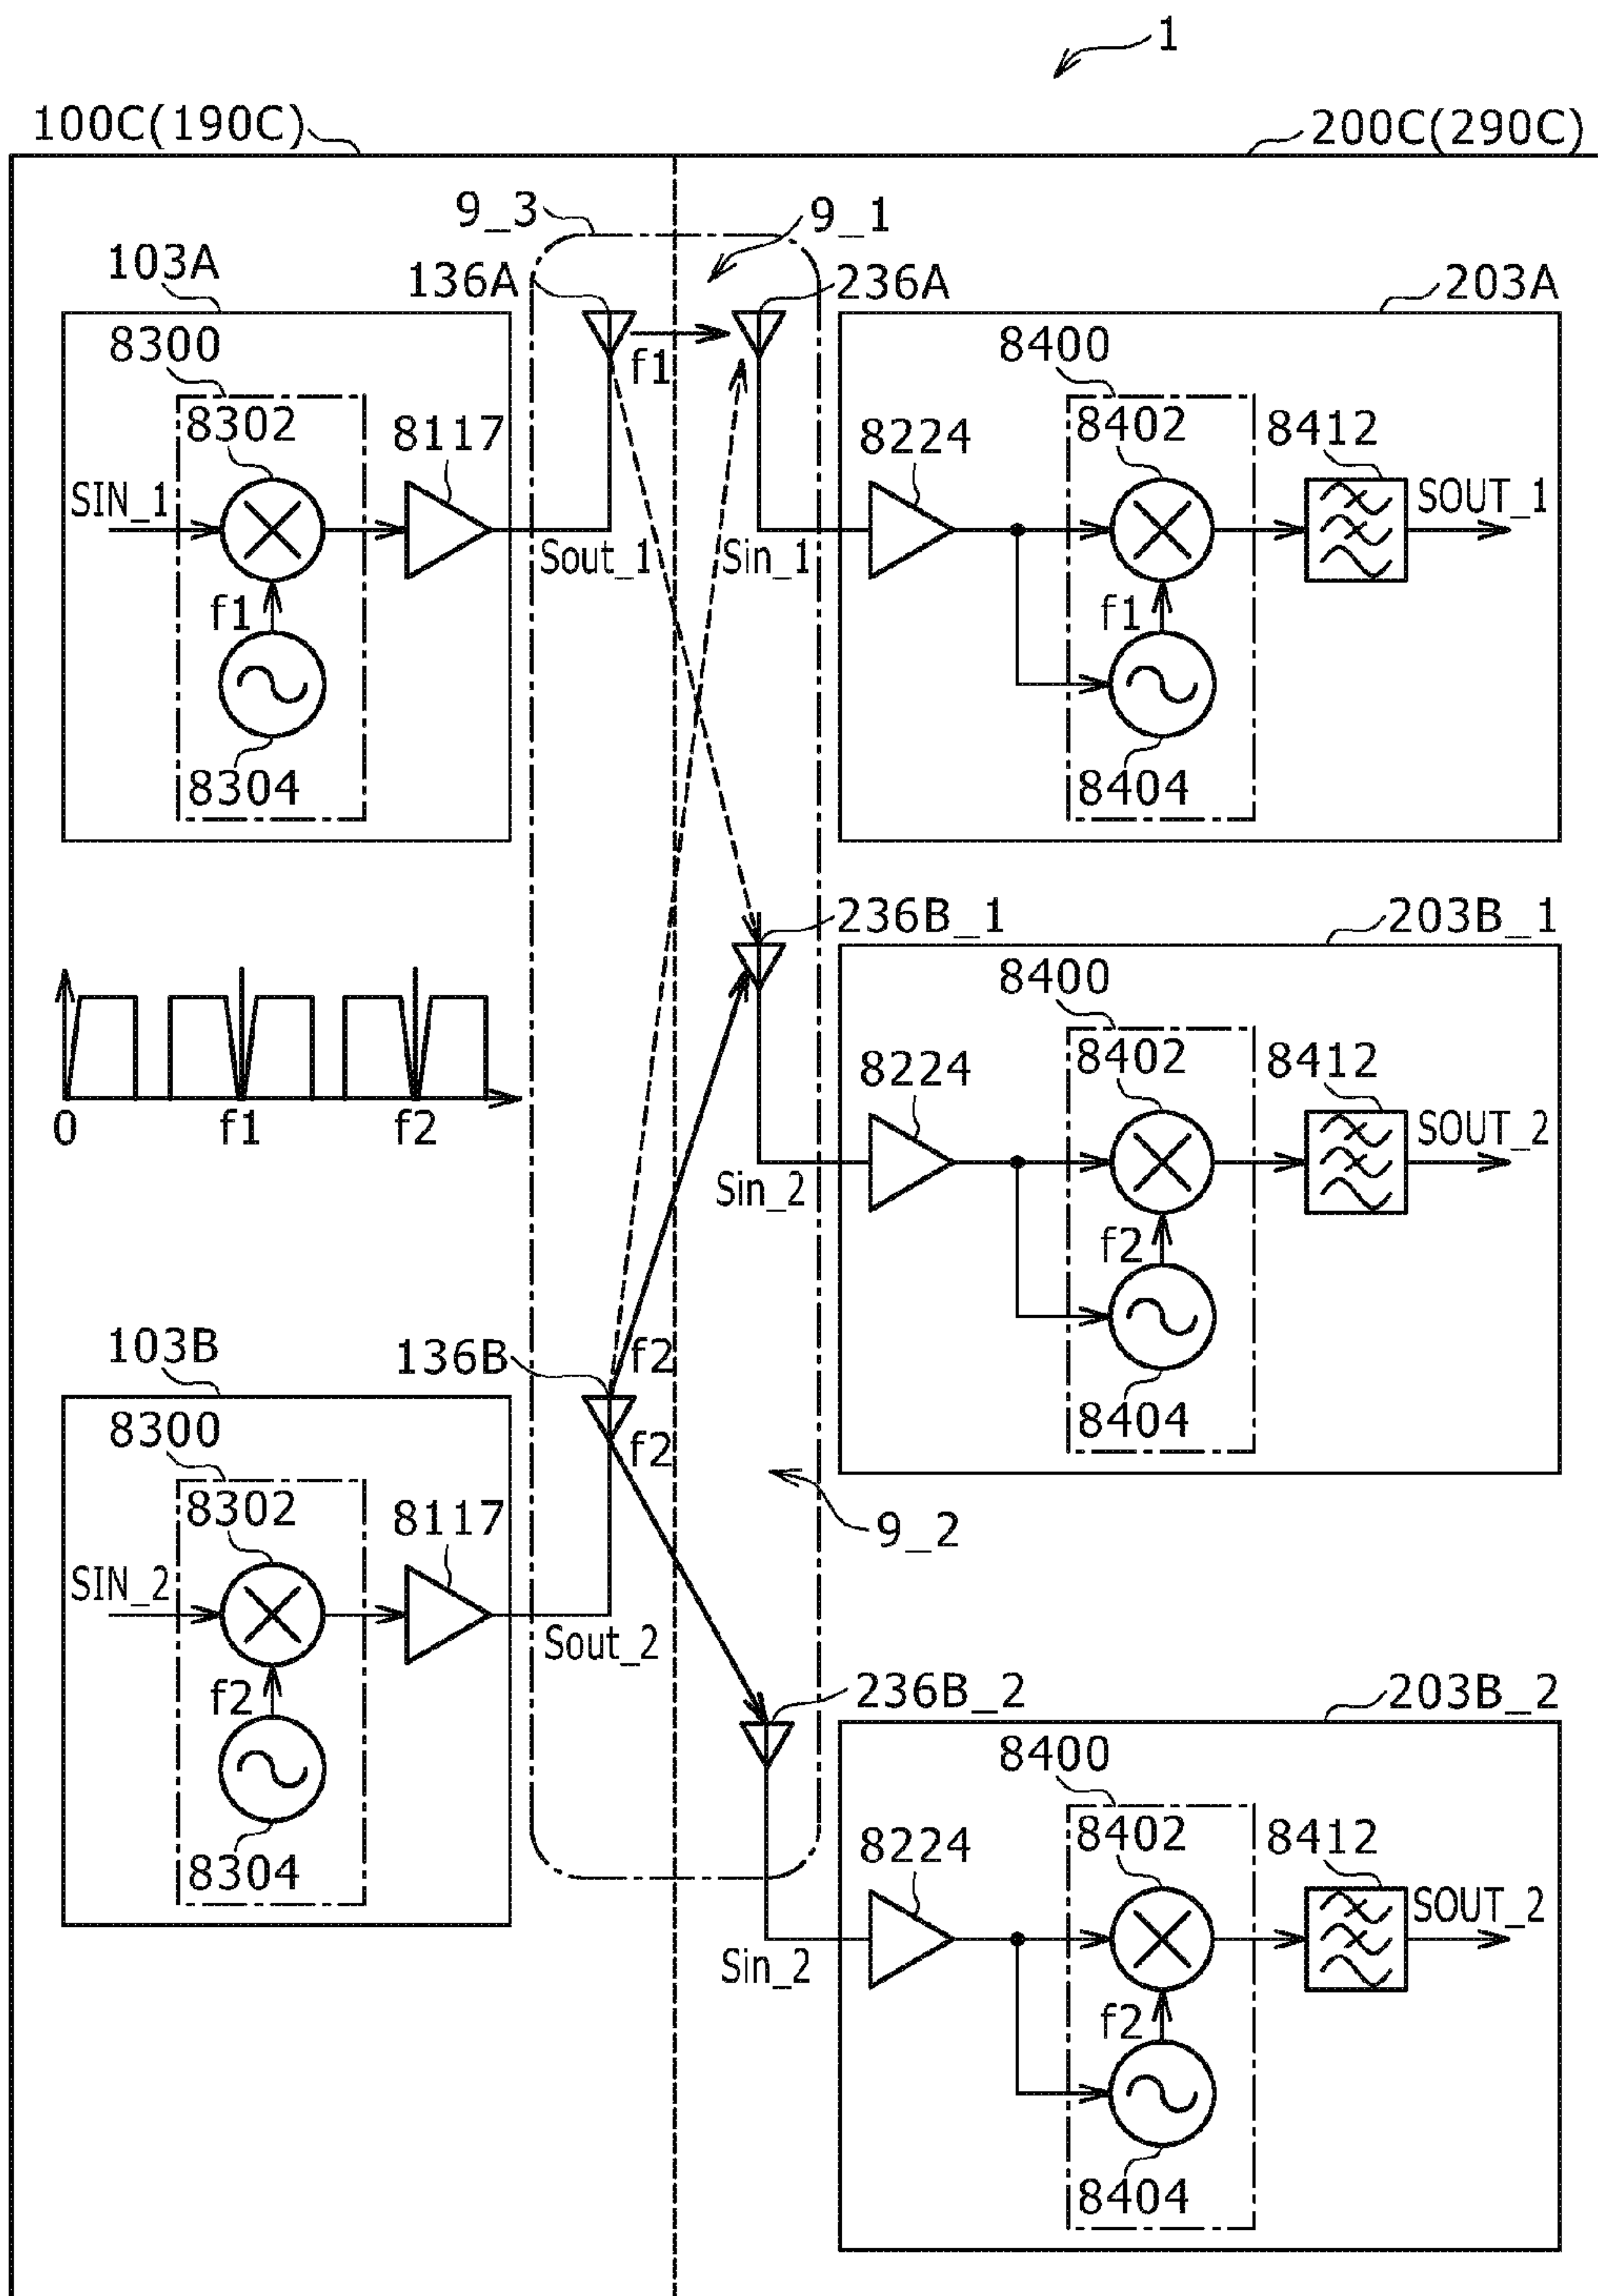 1
100C(190C)
200C(290C)
9_3
9_1
103A
136A
236A
203A
8300
f1
8400
8302
8117
8224
8402
8412
SIN_1
Sout_1
Sin_1
SOUT_1
f1
f1
8304
8404
236B_1
203B_1
8400
8402
8224
8412
SOUT_2
0
f1
f2
Sin_2
f2
8404
103B
136B
f2
8300
f2
8302
8117
9_2
SIN_2
Sout_2
f2
236B_2
203B_2
8400
8304
8402
8224
8412
SOUT_2
Sin_2
f2
8404